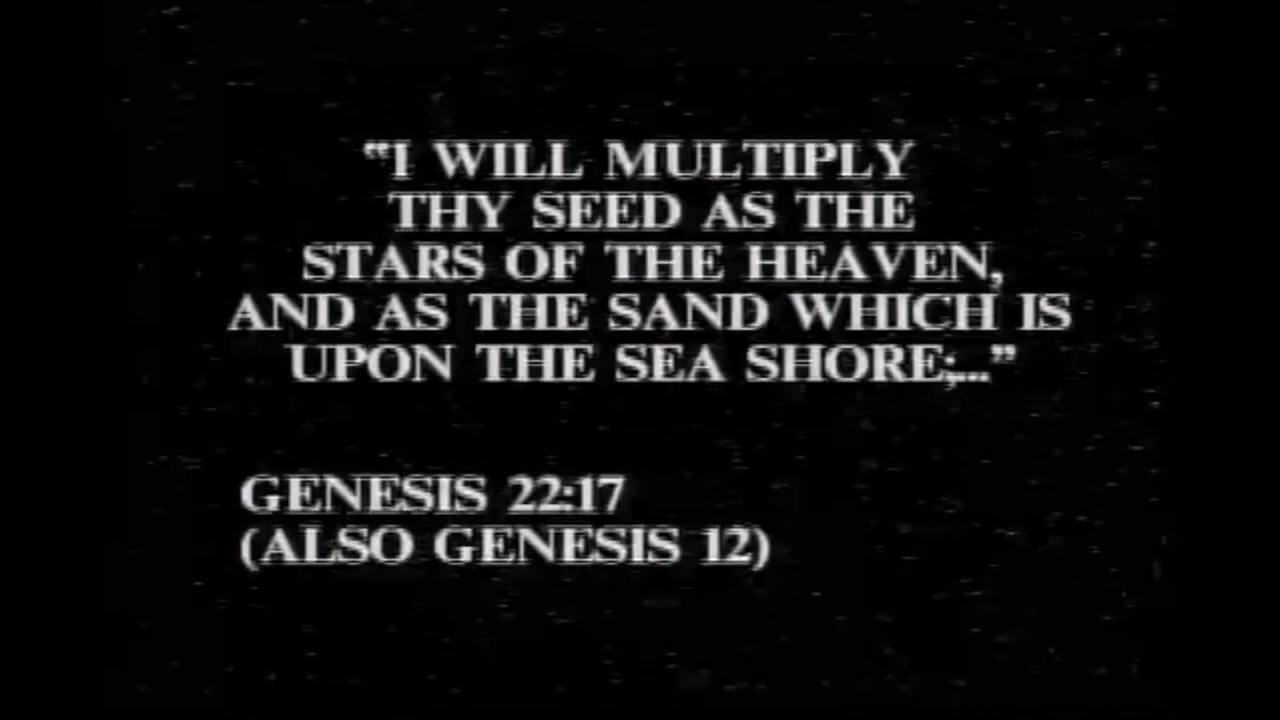 “I WILL MULTIPLY
THY SEED AS THE
STARS OF THE HEAVEN,
AND AS THE SAND WHICH IS
UPON THE SEA SHORE;...”
GENESIS 22:17
(ALSO GENESIS 12)